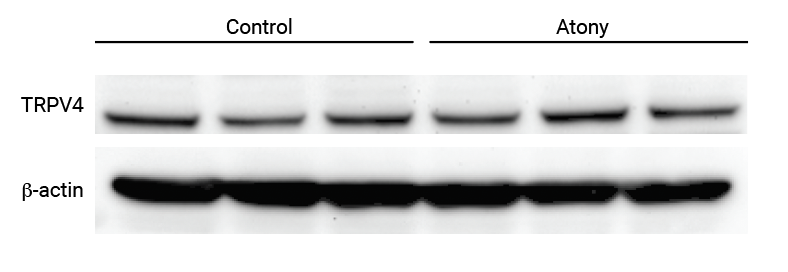 Control Atony
TRPV4
β-actin